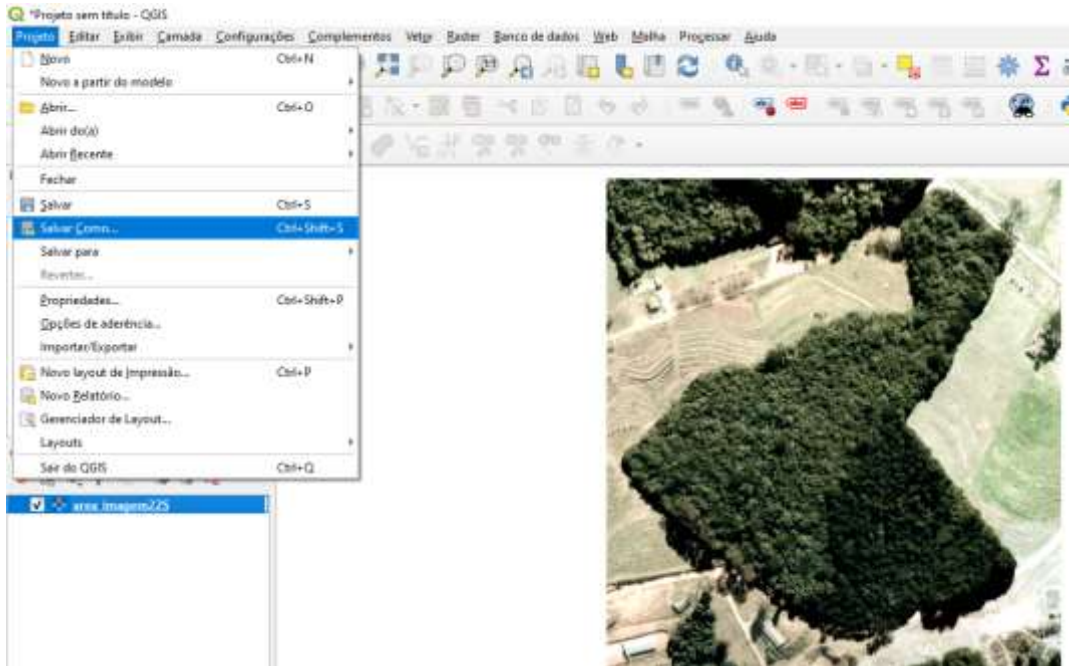 *Projeto sem título - QGIS
Projeto Editar Exibir Camada Configurações Complementos Vetor Raster Banco de dados Web Malha Processar Ajuda
Novo Ctrl+N
Novo a partir do modelo
Abrir... Ctrl+O
Abrir do(a)
Abrir Recente
Fechar
Salvar Ctrl+S
Salvar Como... Ctrl+Shift+S
Salvar para
Reverter...
Propriedades... Ctrl+Shift+P
Opções de aderência...
Importar/Exportar
Novo layout de impressão... Ctrl+P
Novo Relatório...
Gerenciador de Layout...
Layouts
Sair do QGIS Ctrl+Q
area_imagem22S